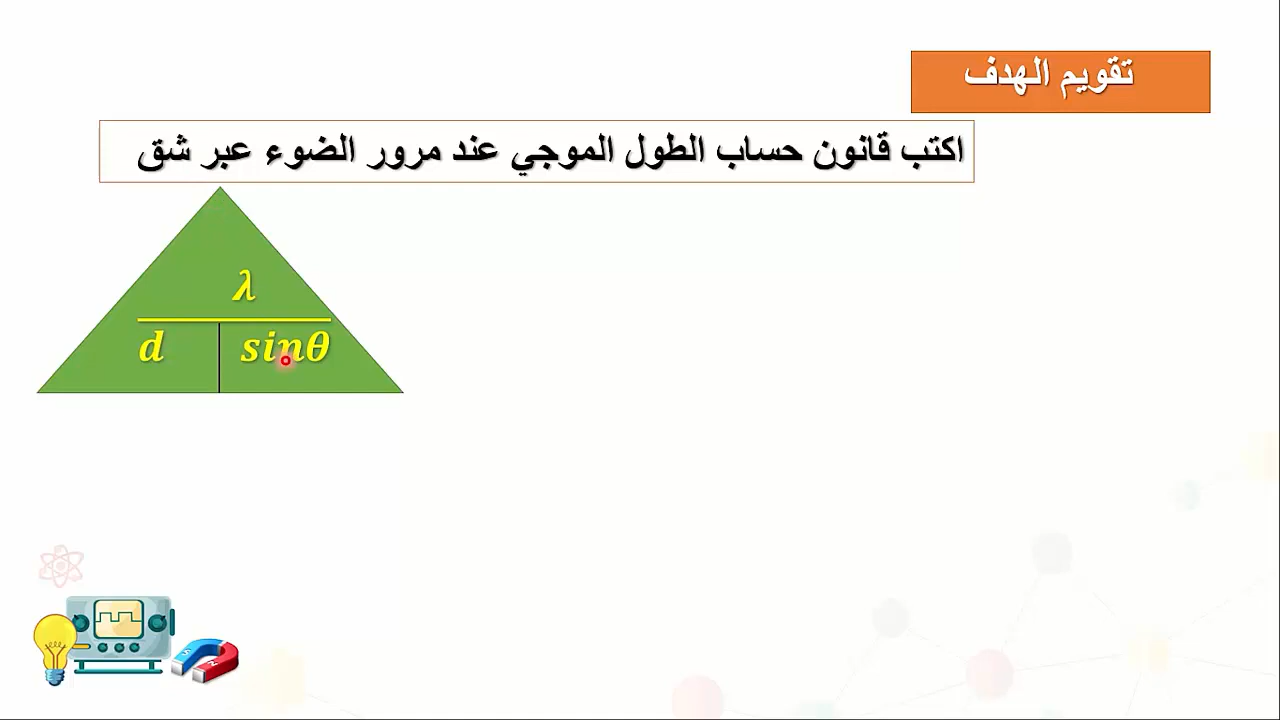 تقويم الهدف
اكتب قانون حساب الطول الموجي عند مرور الضوء عبر شق
λ
d sinθ